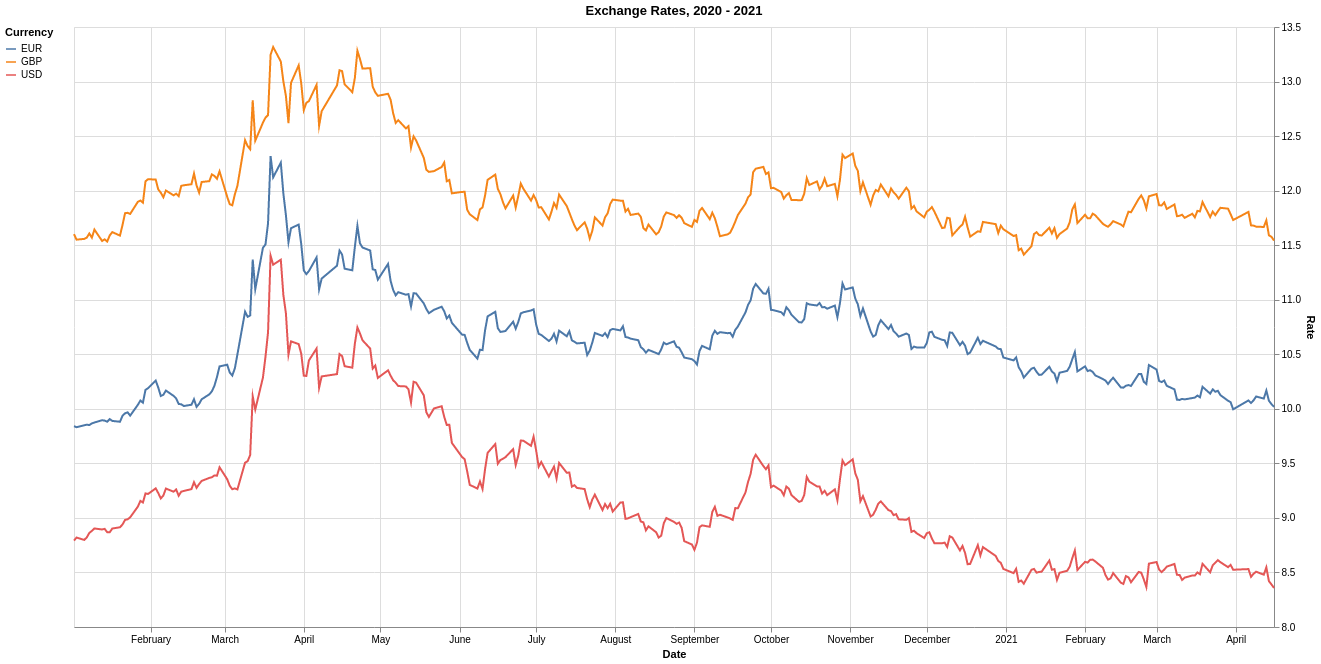 Exchange Rates, 2020 - 2021
Currency
EUR
GBP
USD
13.5
13.0
12.5
12.0
11.5
11.0
10.5
10.0
9.5
9.0
8.5
8.0
Rate
February March April May June July August September October November December 2021 February March April
Date